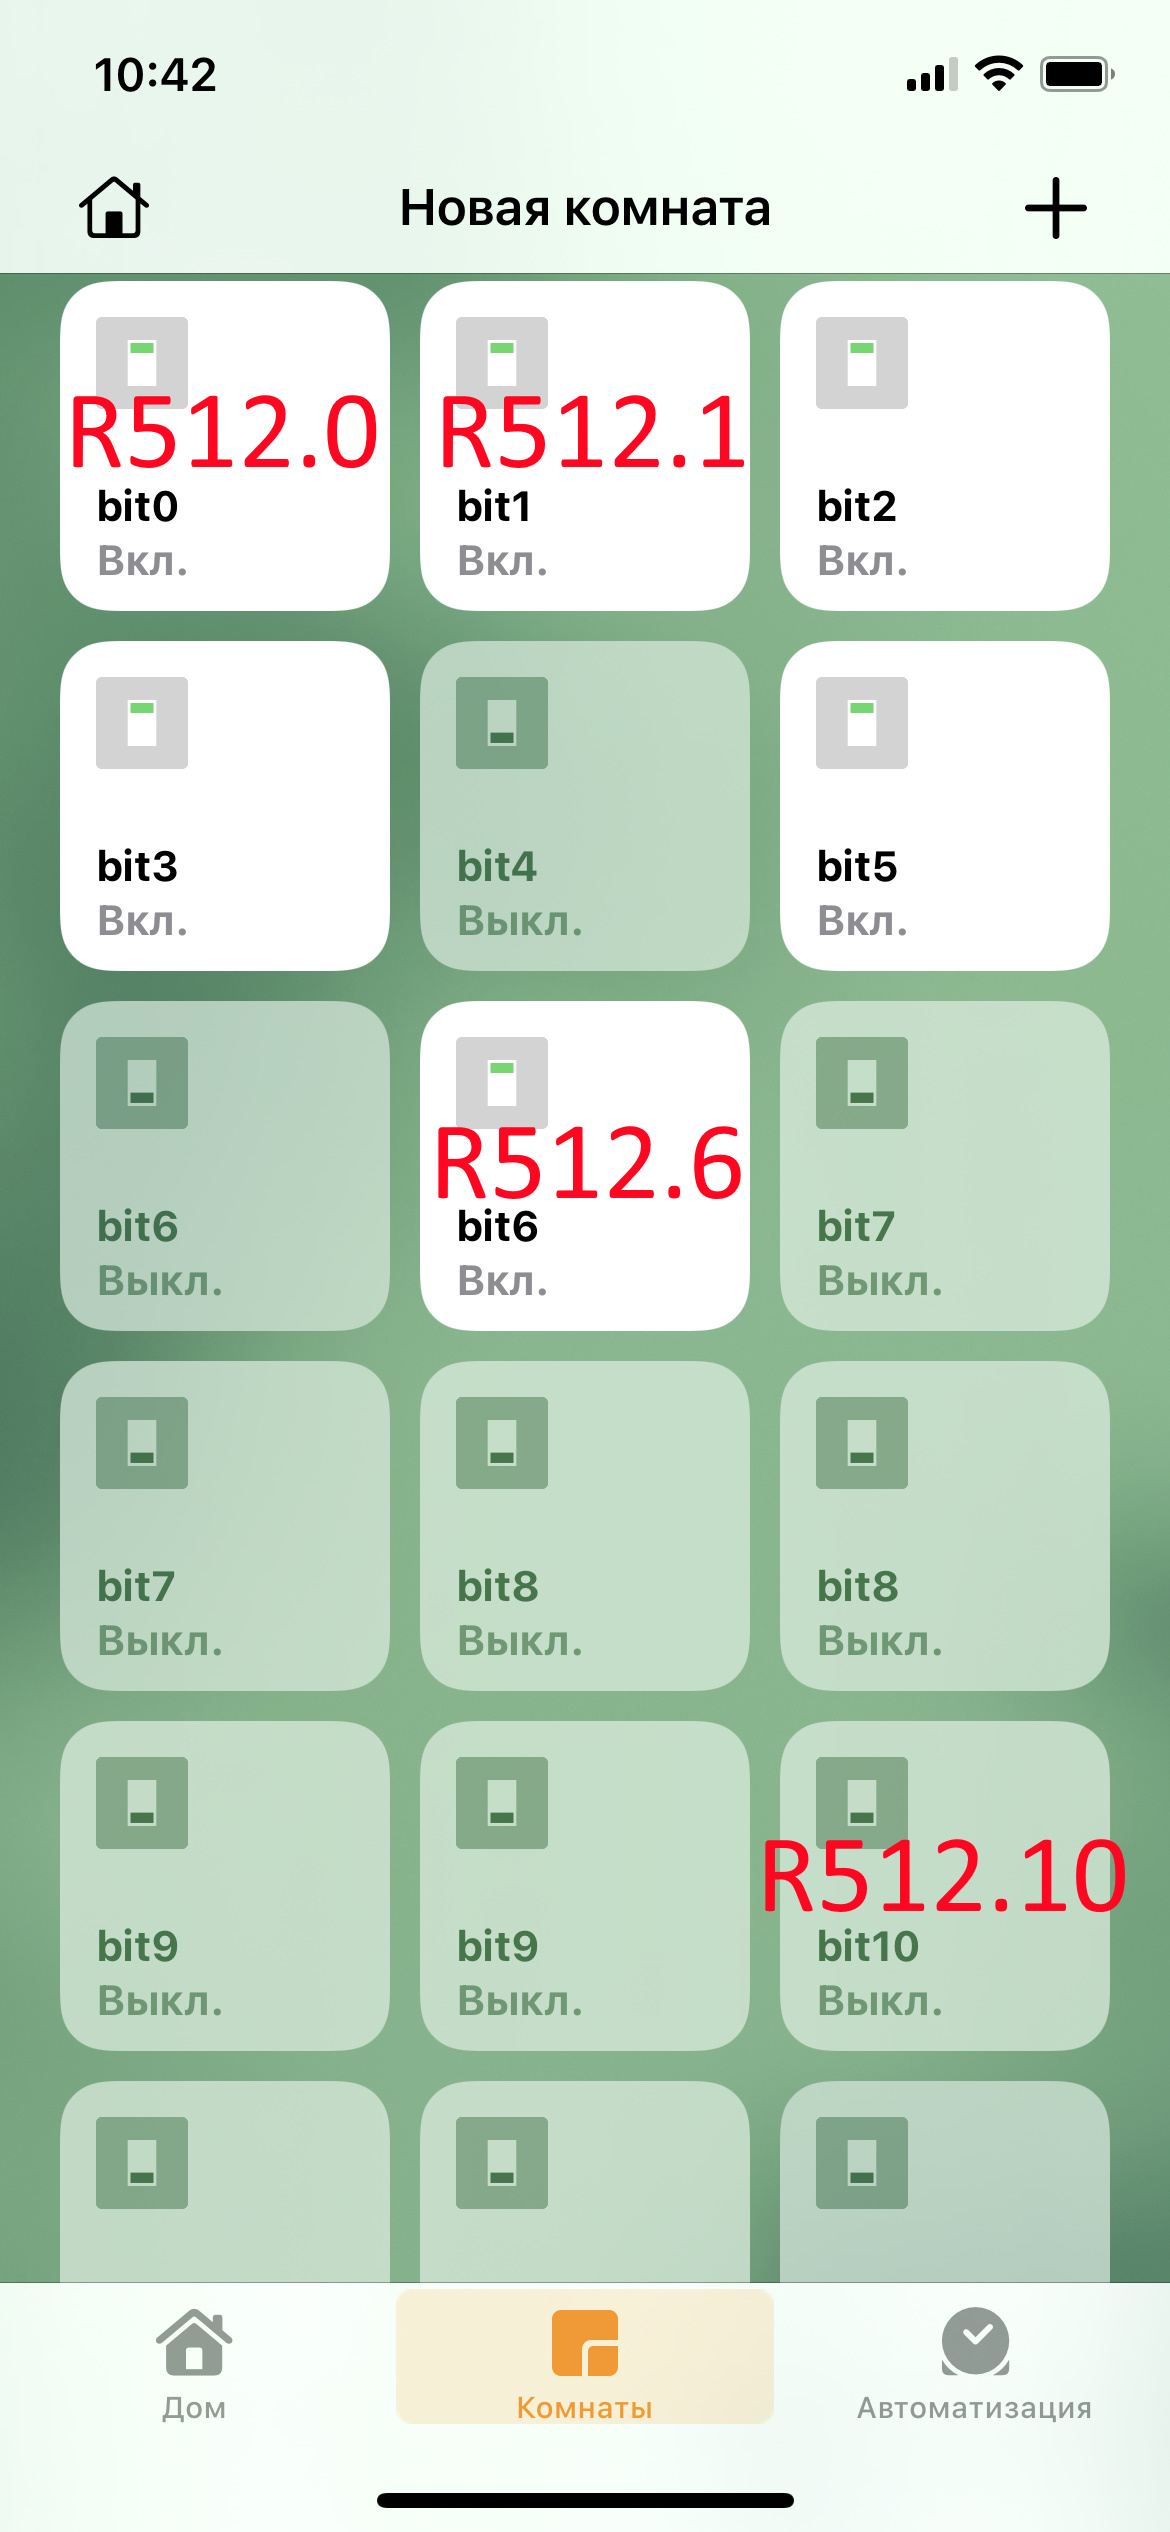 10:42
Новая комната
R512.0 R512.1
bit0 bit1 bit2
Вкл. Вкл. Вкл.
bit3 bit4 bit5
Вкл. Выкл. Вкл.
R512.6
bit6 bit6 bit7
Выкл. Вкл. Выкл.
bit7 bit8 bit8
Выкл. Выкл. Выкл.
R512.10
bit9 bit9 bit10
Выкл. Выкл. Выкл.
Дом Комнаты Автоматизация